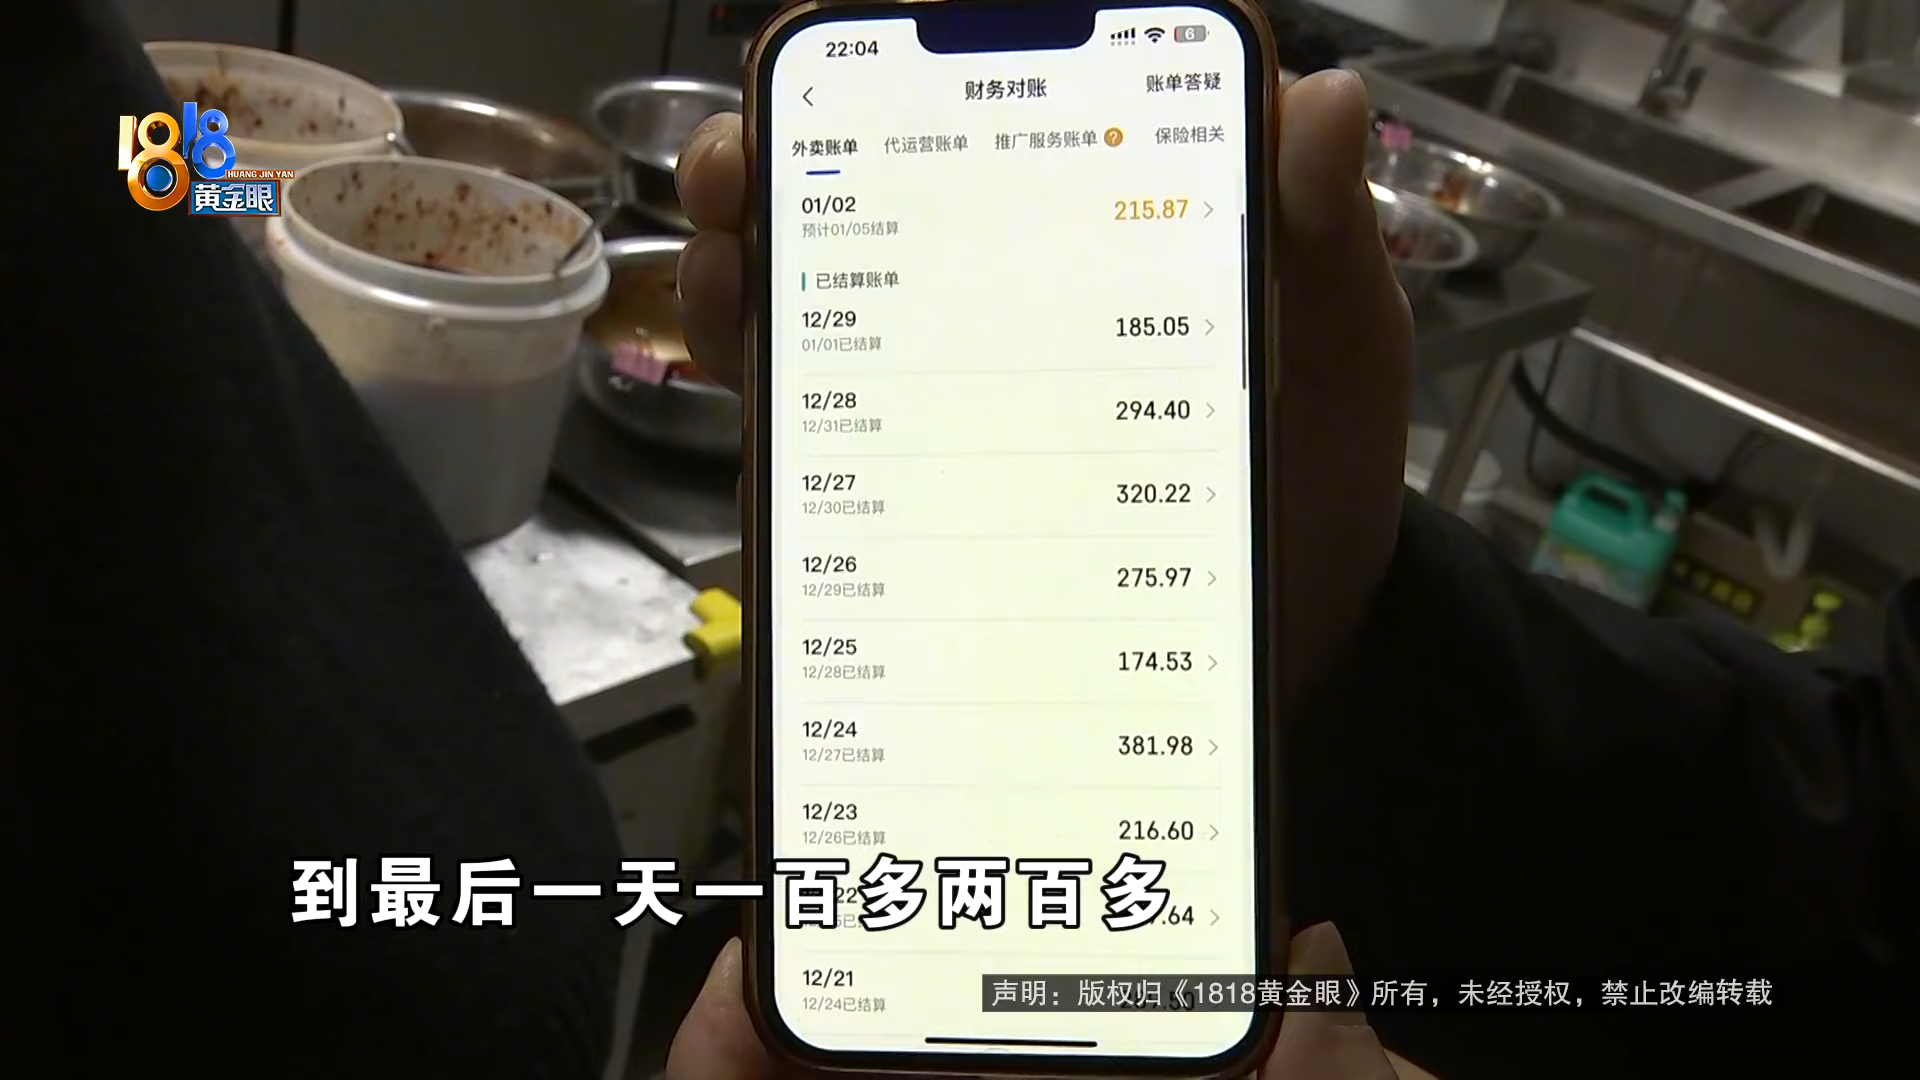 1818
HUANG JIN YAN
黄金眼
22:04
6
财务对账
账单答疑
外卖账单
代运营账单
推广服务账单 ?
保险相关
01/02
215.87
预计01/05结算
已结算账单
12/29
185.05
01/01已结算
12/28
294.40
12/31已结算
12/27
320.22
12/30已结算
12/26
275.97
12/29已结算
12/25
174.53
12/28已结算
12/24
381.98
12/27已结算
12/23
216.60
12/26已结算
到最后一天一百多两百多
.64
12/21
12/24已结算
声明：版权归《1818黄金眼》所有，未经授权，禁止改编转载